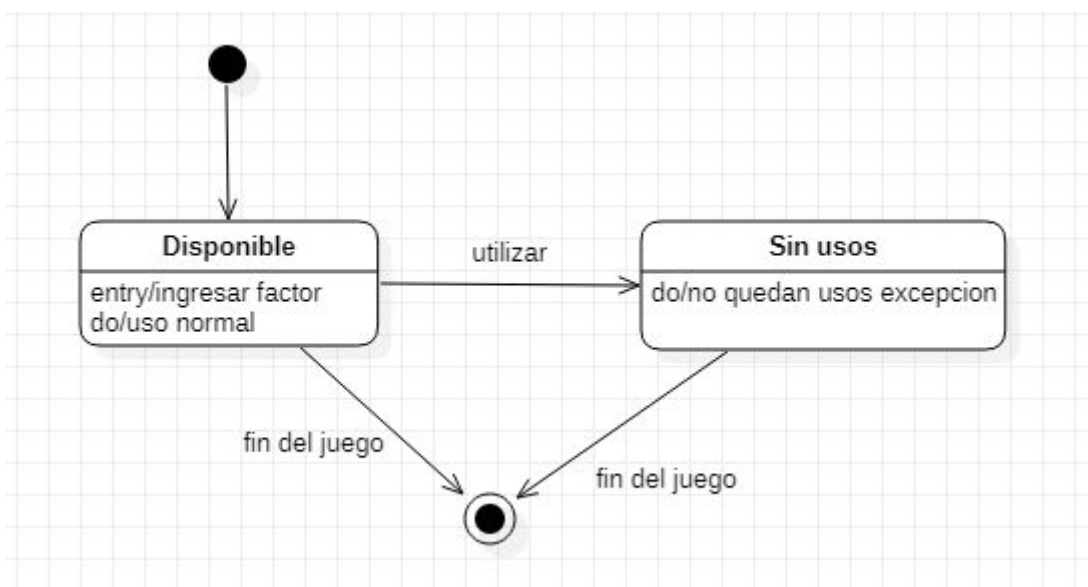 Disponible
entry/ingresar factor
do/uso normal
utilizar
Sin usos
do/no quedan usos excepcion
fin del juego
fin del juego